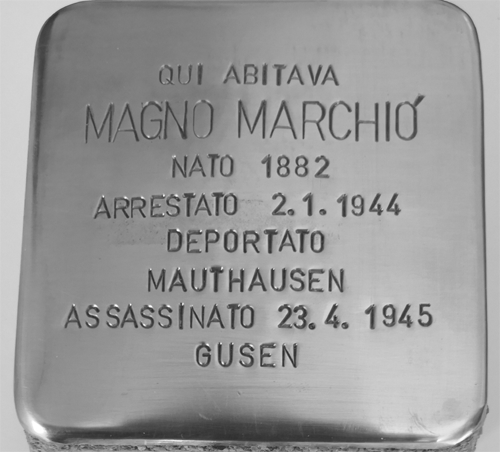 QUI ABITAVA
MAGNO MARCHIÓ
NATO 1882
ARRESTATO 2.1.1944
DEPORTATO
MAUTHAUSEN
ASSASSINATO 23.4.1945
GUSEN